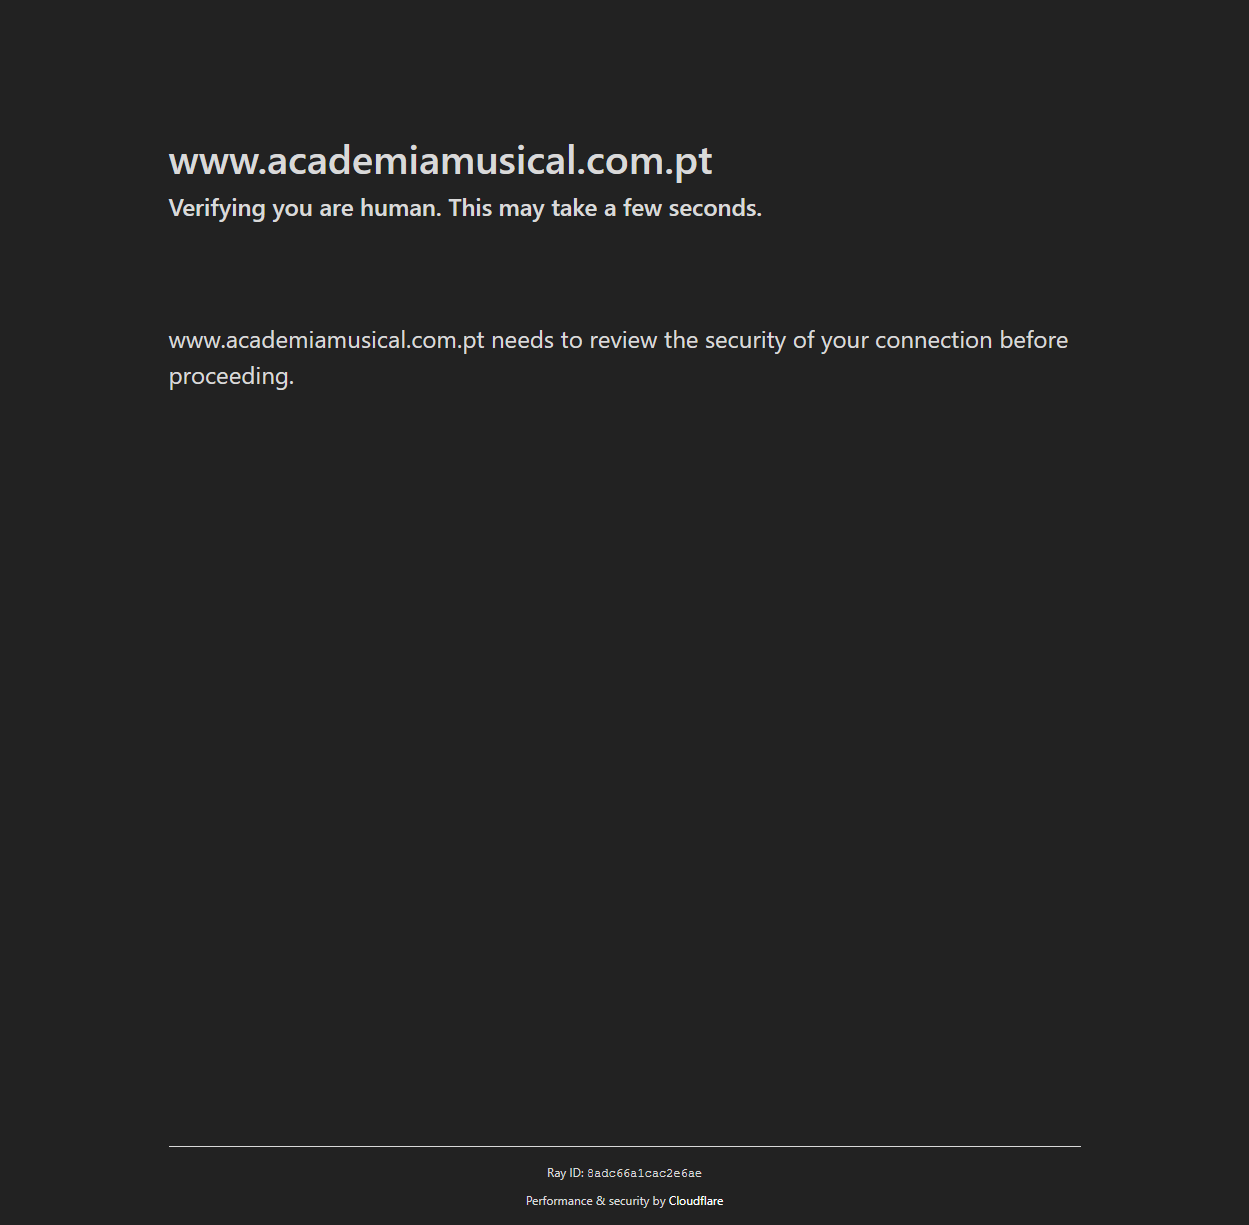 www.academiamusical.com.pt
Verifying you are human. This may take a few seconds.
www.academiamusical.com.pt needs to review the security of your connection before
proceeding.
Ray ID: 8adc66a1cac2e6ae
Performance & security by Cloudflare